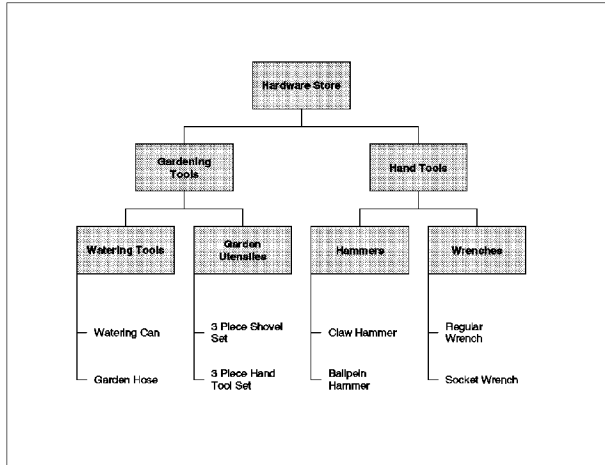 Hardware Store
Gardening
Tools
Hand Tools
Watering Tools
Garden
Utensiles
Hammers
Wrenches
Watering Can
3 Piece Shovel
Set
Claw Hammer
Regular
Wrench
Garden Hose
3 Piece Hand
Tool Set
Ballpein
Hammer
Socket Wrench